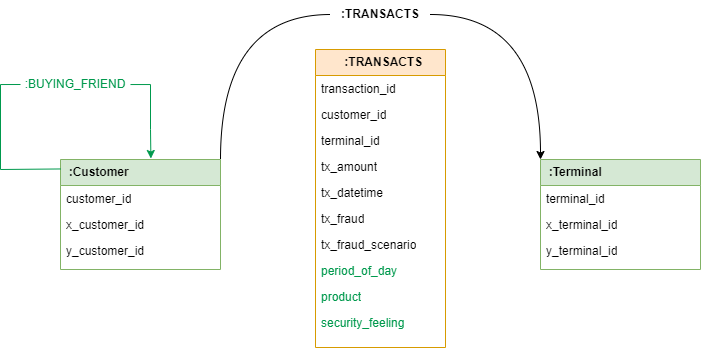 :TRANSACTS
:TRANSACTS
transaction_id
customer_id
terminal_id
tx_amount
tx_datetime
tx_fraud
tx_fraud_scenario
period_of_day
product
security_feeling
:BUYING_FRIEND
:Customer
customer_id
x_customer_id
y_customer_id
:Terminal
terminal_id
x_terminal_id
y_terminal_id